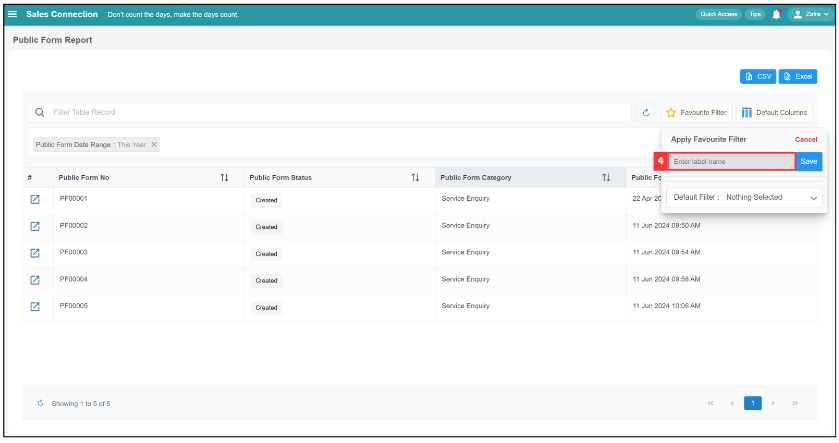 Sales Connection Don't count the days, make the days count. Quick Access Tips Zafra
Public Form Report
CSV Excel
Filter Table Record Favourite Filter Default Columns
Public Form Date Range : This Year ✕
Apply Favourite Filter Cancel
4 Enter label name Save
Default Filter : Nothing Selected
# Public Form No Public Form Status Public Form Category Public Fo
PF00001 Created Service Enquiry 22 Apr 20
PF00002 Created Service Enquiry 11 Jun 2024 09:50 AM
PF00003 Created Service Enquiry 11 Jun 2024 09:54 AM
PF00004 Created Service Enquiry 11 Jun 2024 09:58 AM
PF00005 Created Service Enquiry 11 Jun 2024 10:06 AM
Showing 1 to 5 of 5 « ‹ 1 › »